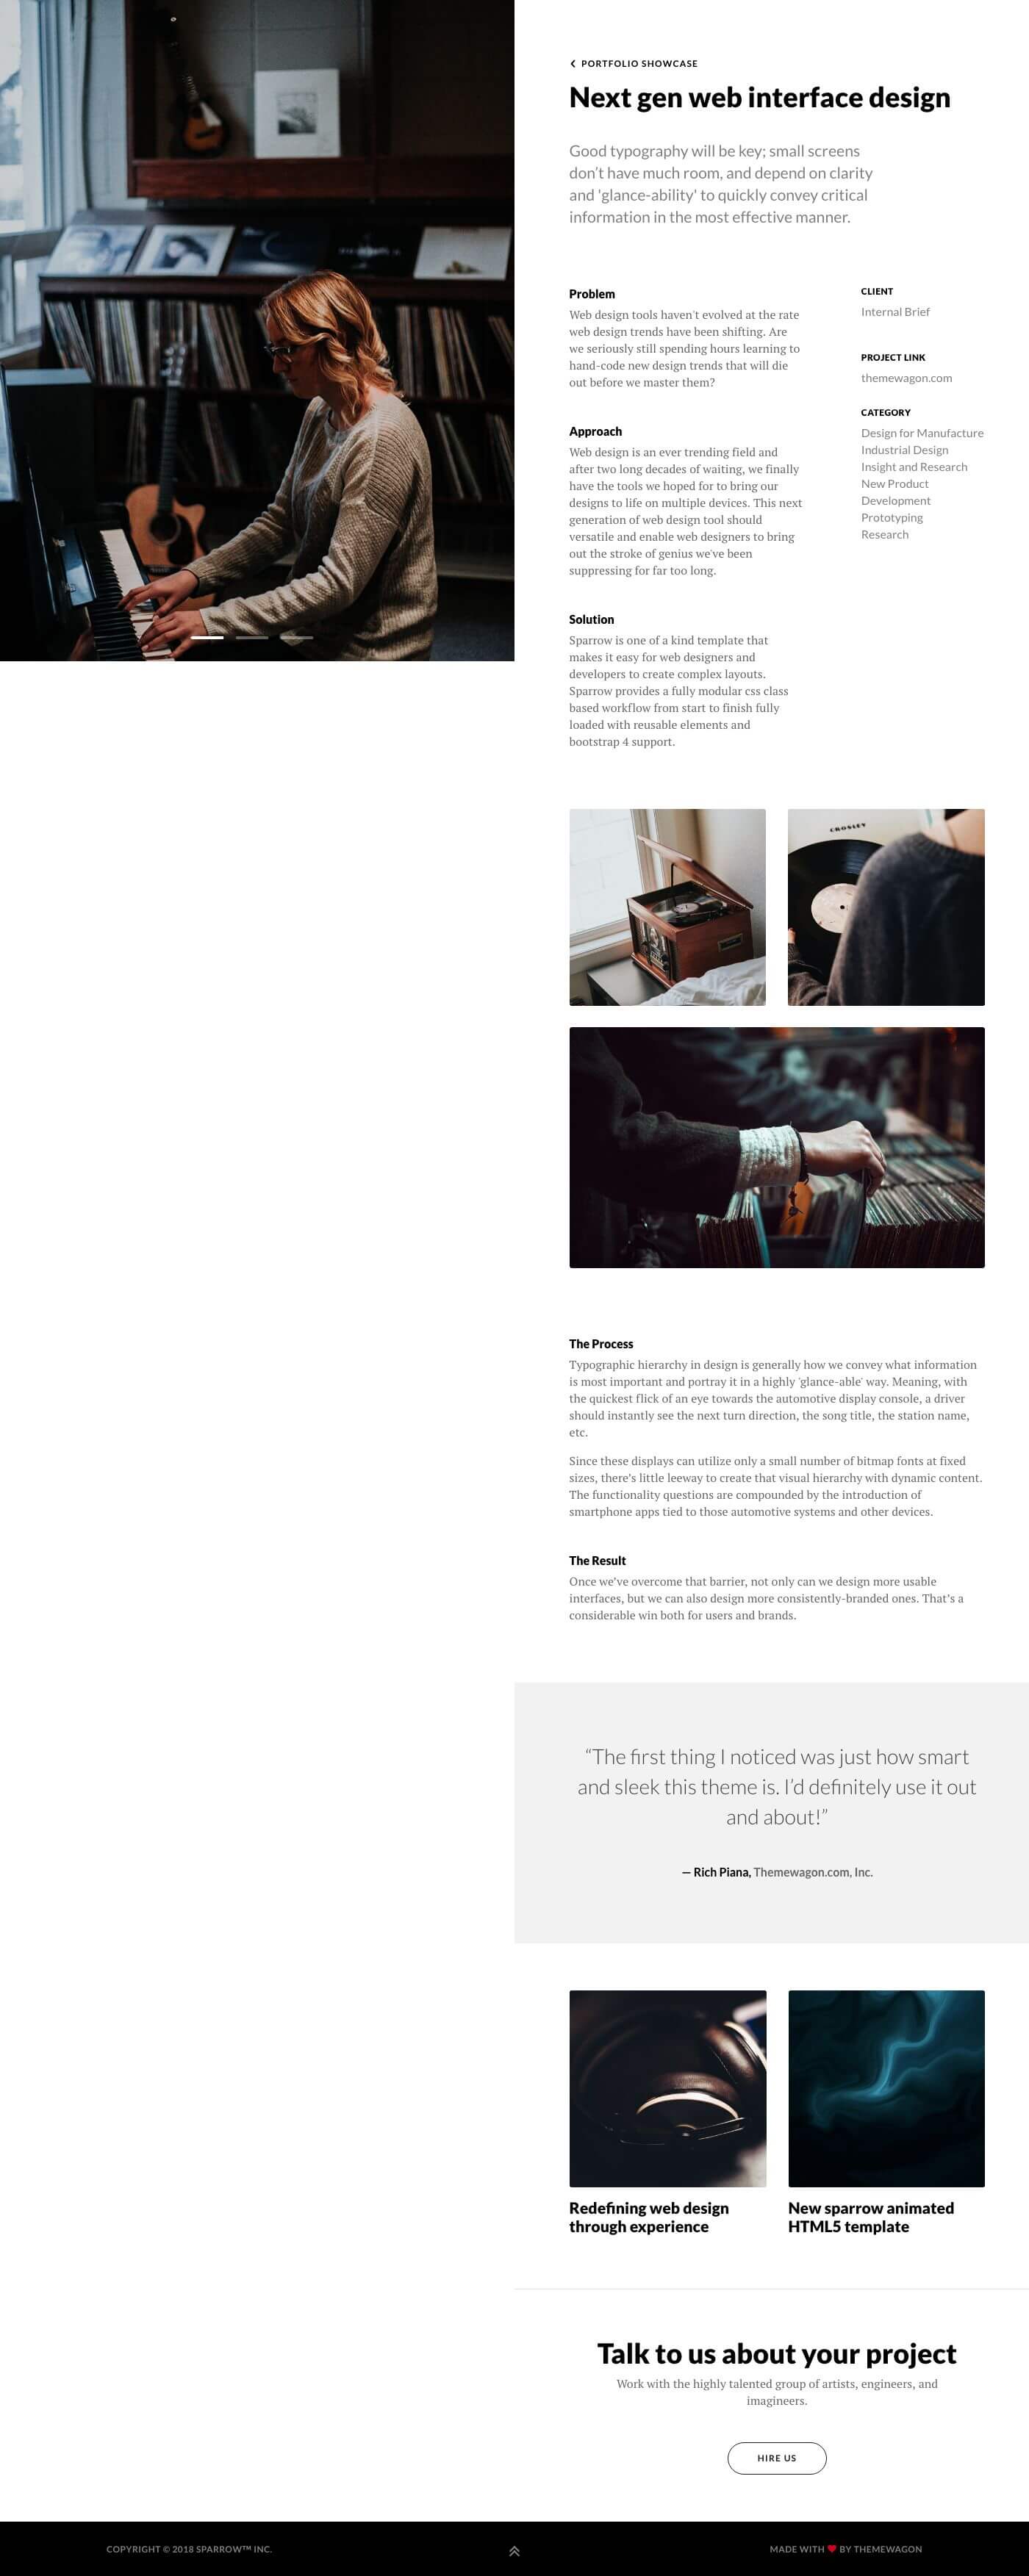 PORTFOLIO SHOWCASE
Next gen web interface design
Good typography will be key; small screens
don’t have much room, and depend on clarity
and 'glance-ability' to quickly convey critical
information in the most effective manner.
Problem
Web design tools haven't evolved at the rate
web design trends have been shifting. Are
we seriously still spending hours learning to
hand-code new design trends that will die
out before we master them?
Approach
Web design is an ever trending field and
after two long decades of waiting, we finally
have the tools we hoped for to bring our
designs to life on multiple devices. This next
generation of web design tool should
versatile and enable web designers to bring
out the stroke of genius we've been
suppressing for far too long.
Solution
Sparrow is one of a kind template that
makes it easy for web designers and
developers to create complex layouts.
Sparrow provides a fully modular css class
based workflow from start to finish fully
loaded with reusable elements and
bootstrap 4 support.
CLIENT
Internal Brief
PROJECT LINK
themewagon.com
CATEGORY
Design for Manufacture
Industrial Design
Insight and Research
New Product
Development
Prototyping
Research
CROSLEY
The Process
Typographic hierarchy in design is generally how we convey what information
is most important and portray it in a highly 'glance-able' way. Meaning, with
the quickest flick of an eye towards the automotive display console, a driver
should instantly see the next turn direction, the song title, the station name,
etc.
Since these displays can utilize only a small number of bitmap fonts at fixed
sizes, there’s little leeway to create that visual hierarchy with dynamic content.
The functionality questions are compounded by the introduction of
smartphone apps tied to those automotive systems and other devices.
The Result
Once we’ve overcome that barrier, not only can we design more usable
interfaces, but we can also design more consistently-branded ones. That’s a
considerable win both for users and brands.
“The first thing I noticed was just how smart
and sleek this theme is. I’d definitely use it out
and about!”
— Rich Piana, Themewagon.com, Inc.
Redefining web design
through experience
New sparrow animated
HTML5 template
Talk to us about your project
Work with the highly talented group of artists, engineers, and
imagineers.
HIRE US
COPYRIGHT © 2018 SPARROW™ INC.
MADE WITH ❤ BY THEMEWAGON